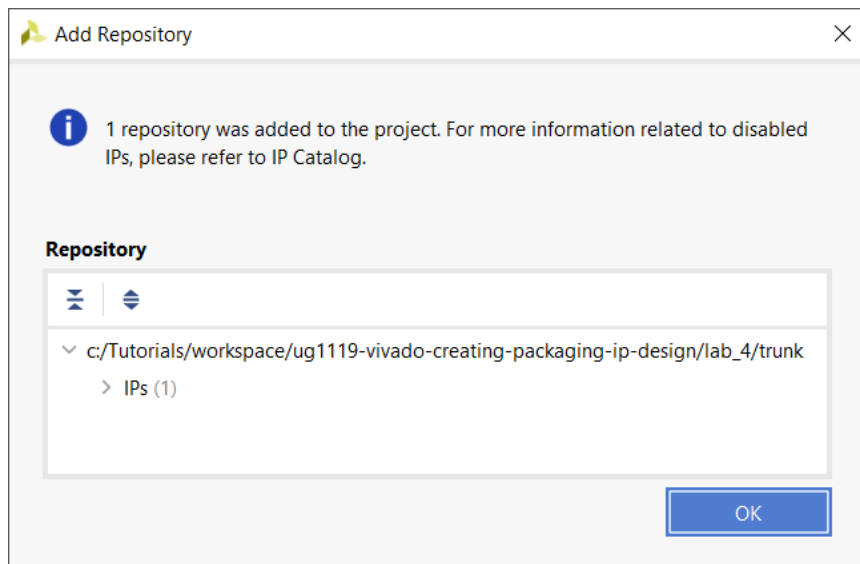 Add Repository
1 repository was added to the project. For more information related to disabled
IPs, please refer to IP Catalog.
Repository
c:/Tutorials/workspace/ug1119-vivado-creating-packaging-ip-design/lab_4/trunk
IPs (1)
OK